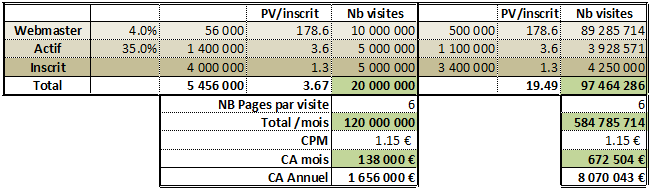 PV/inscrit Nb visites PV/inscrit Nb visites
Webmaster 4.0% 56 000 178.6 10 000 000 500 000 178.6 89 285 714
Actif 35.0% 1 400 000 3.6 5 000 000 1 100 000 3.6 3 928 571
Inscrit 4 000 000 1.3 5 000 000 3 400 000 1.3 4 250 000
Total 5 456 000 3.67 20 000 000 19.49 97 464 286
NB Pages par visite 6 6
Total /mois 120 000 000 584 785 714
CPM 1.15 € 1.15 €
CA mois 138 000 € 672 504 €
CA Annuel 1 656 000 € 8 070 043 €